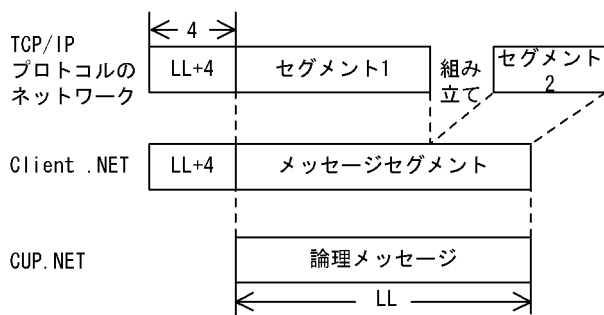 4
TCP/IP
プロトコルの
ネットワーク
LL+4
セグメント1
組み
立て
セグメント
2
Client .NET
LL+4
メッセージセグメント
CUP.NET
論理メッセージ
LL